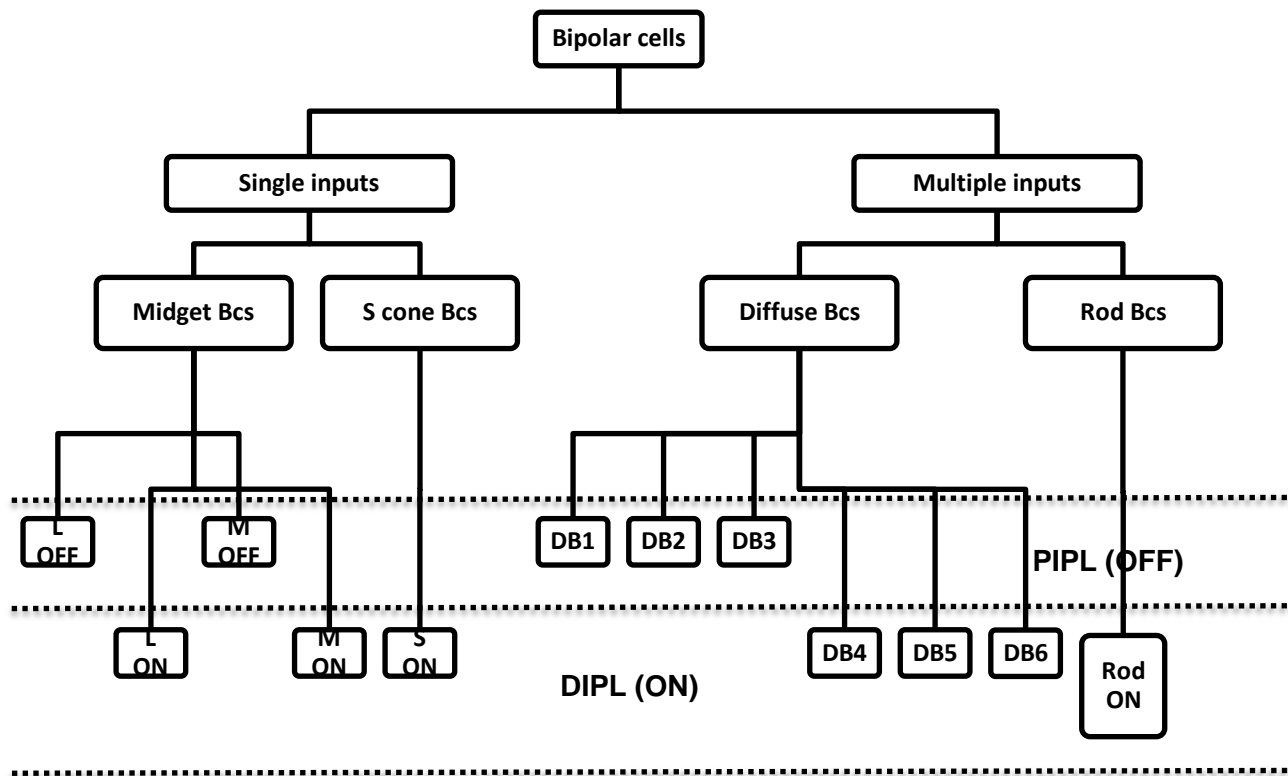 Bipolar cells
Single inputs
Multiple inputs
Midget Bcs
S cone Bcs
Diffuse Bcs
Rod Bcs
L
OFF
M
OFF
DB1
DB2
DB3
PIPL (OFF)
L
ON
M
ON
S
ON
DB4
DB5
DB6
Rod
ON
DIPL (ON)